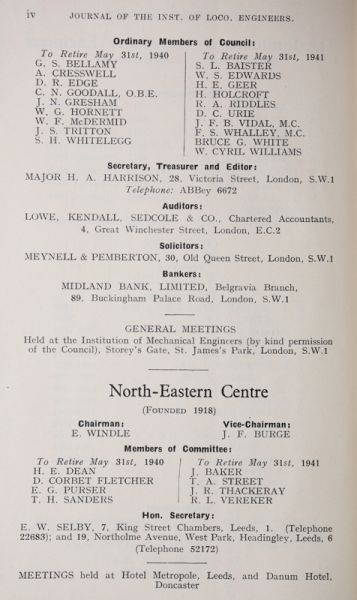 iv JOURNAL OF THE INST. OF LOCO. ENGINEERS.
Ordinary Members of Council:
To Retire May 31st, 1940
G. S. BELLAMY
A. CRESSWELL
D. R. EDGE
C. N. GOODALL, O.B.E.
J. N. GRESHAM
W. G. HORNETT
W. F. McDERMID
J. S. TRITTON
S. H. WHITELEGG
To Retire May 31st, 1941
S. L. BAISTER
W. S. EDWARDS
H. E. GEER
H. HOLCROFT
R. A. RIDDLES
D. C. URIE
J. F. B. VIDAL, M.C.
F. S. WHALLEY, M.C.
BRUCE G. WHITE
W. CYRIL WILLIAMS
Secretary, Treasurer and Editor:
MAJOR H. A. HARRISON, 28, Victoria Street, London, S.W.1
Telephone: ABBey 6672
Auditors:
LOWE, KENDALL, SEDCOLE & CO., Chartered Accountants,
4, Great Winchester Street, London, E.C.2
Solicitors:
MEYNELL & PEMBERTON, 30, Old Queen Street, London, S.W.1
Bankers:
MIDLAND BANK, LIMITED, Belgravia Branch,
89, Buckingham Palace Road, London, S.W.1
GENERAL MEETINGS
Held at the Institution of Mechanical Engineers (by kind permission
of the Council), Storey's Gate, St. James's Park, London, S.W.1
North-Eastern Centre
(FOUNDED 1918)
Chairman:
E. WINDLE
Vice-Chairman:
J. F. BURGE
Members of Committee:
To Retire May 31st, 1940
H. E. DEAN
D. CORBET FLETCHER
E. G. PURSER
T. H. SANDERS
To Retire May 31st, 1941
J. BAKER
T. A. STREET
J. R. THACKERAY
R. L. VEREKER
Hon. Secretary:
E. W. SELBY, 7, King Street Chambers, Leeds, 1. (Telephone
22683); and 19, Northolme Avenue, West Park, Headingley, Leeds, 6
(Telephone 52172)
MEETINGS held at Hotel Metropole, Leeds, and Danum Hotel,
Doncaster